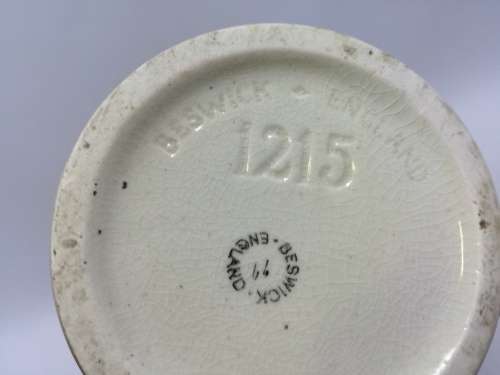 BESWICK • ENGLAND
1215
BESWICK • ENGLAND •